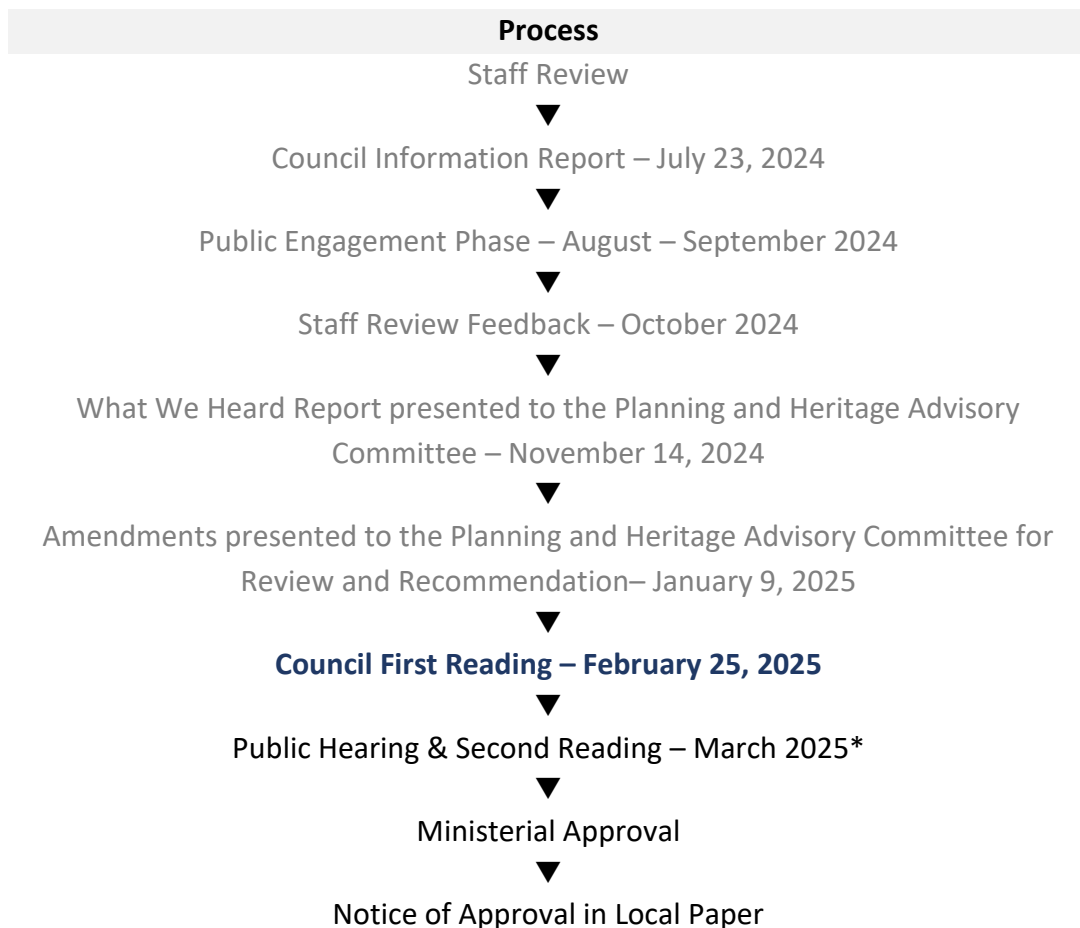 Process
Staff Review
Council Information Report – July 23, 2024
Public Engagement Phase – August – September 2024
Staff Review Feedback – October 2024
What We Heard Report presented to the Planning and Heritage Advisory
Committee – November 14, 2024
Amendments presented to the Planning and Heritage Advisory Committee for
Review and Recommendation– January 9, 2025
Council First Reading – February 25, 2025
Public Hearing & Second Reading – March 2025*
Ministerial Approval
Notice of Approval in Local Paper